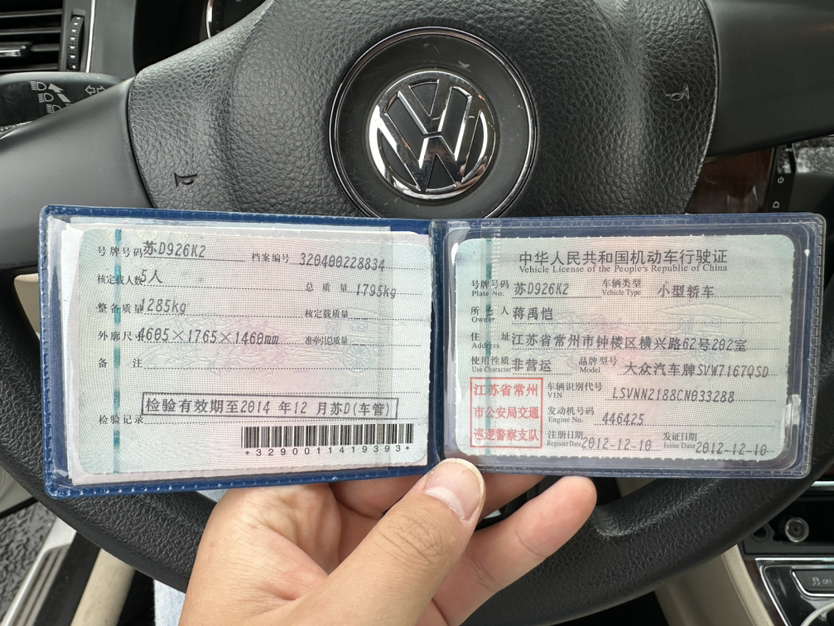 号牌号码 苏D926K2 档案编号 320400228834
核定载人数 5人 总质量 1795kg
整备质量 1285kg 核定载质量
外廓尺寸 4605×1765×1460mm 准牵引总质量
备注
检验有效期至2014 年12 月苏D(车管)
检验记录
*3290011419393*
中华人民共和国机动车行驶证
Vehicle License of the People's Republic of China
号牌号码 苏D926K2 车辆类型 小型轿车
Plate No. Vehicle Type
所有人 蒋禹恺
Owner
住址 江苏省常州市钟楼区横兴路62号202室
Address
使用性质 非营运 品牌型号 大众汽车牌SVW7167QSD
Use Character Model
江苏省常州
市公安局交通
巡逻警察支队
车辆识别代号 LSVNN2188CN033288
VIN
发动机号码 446425
Engine No.
注册日期 2012-12-10 发证日期 2012-12-10
Register Date Issue Date
OFF